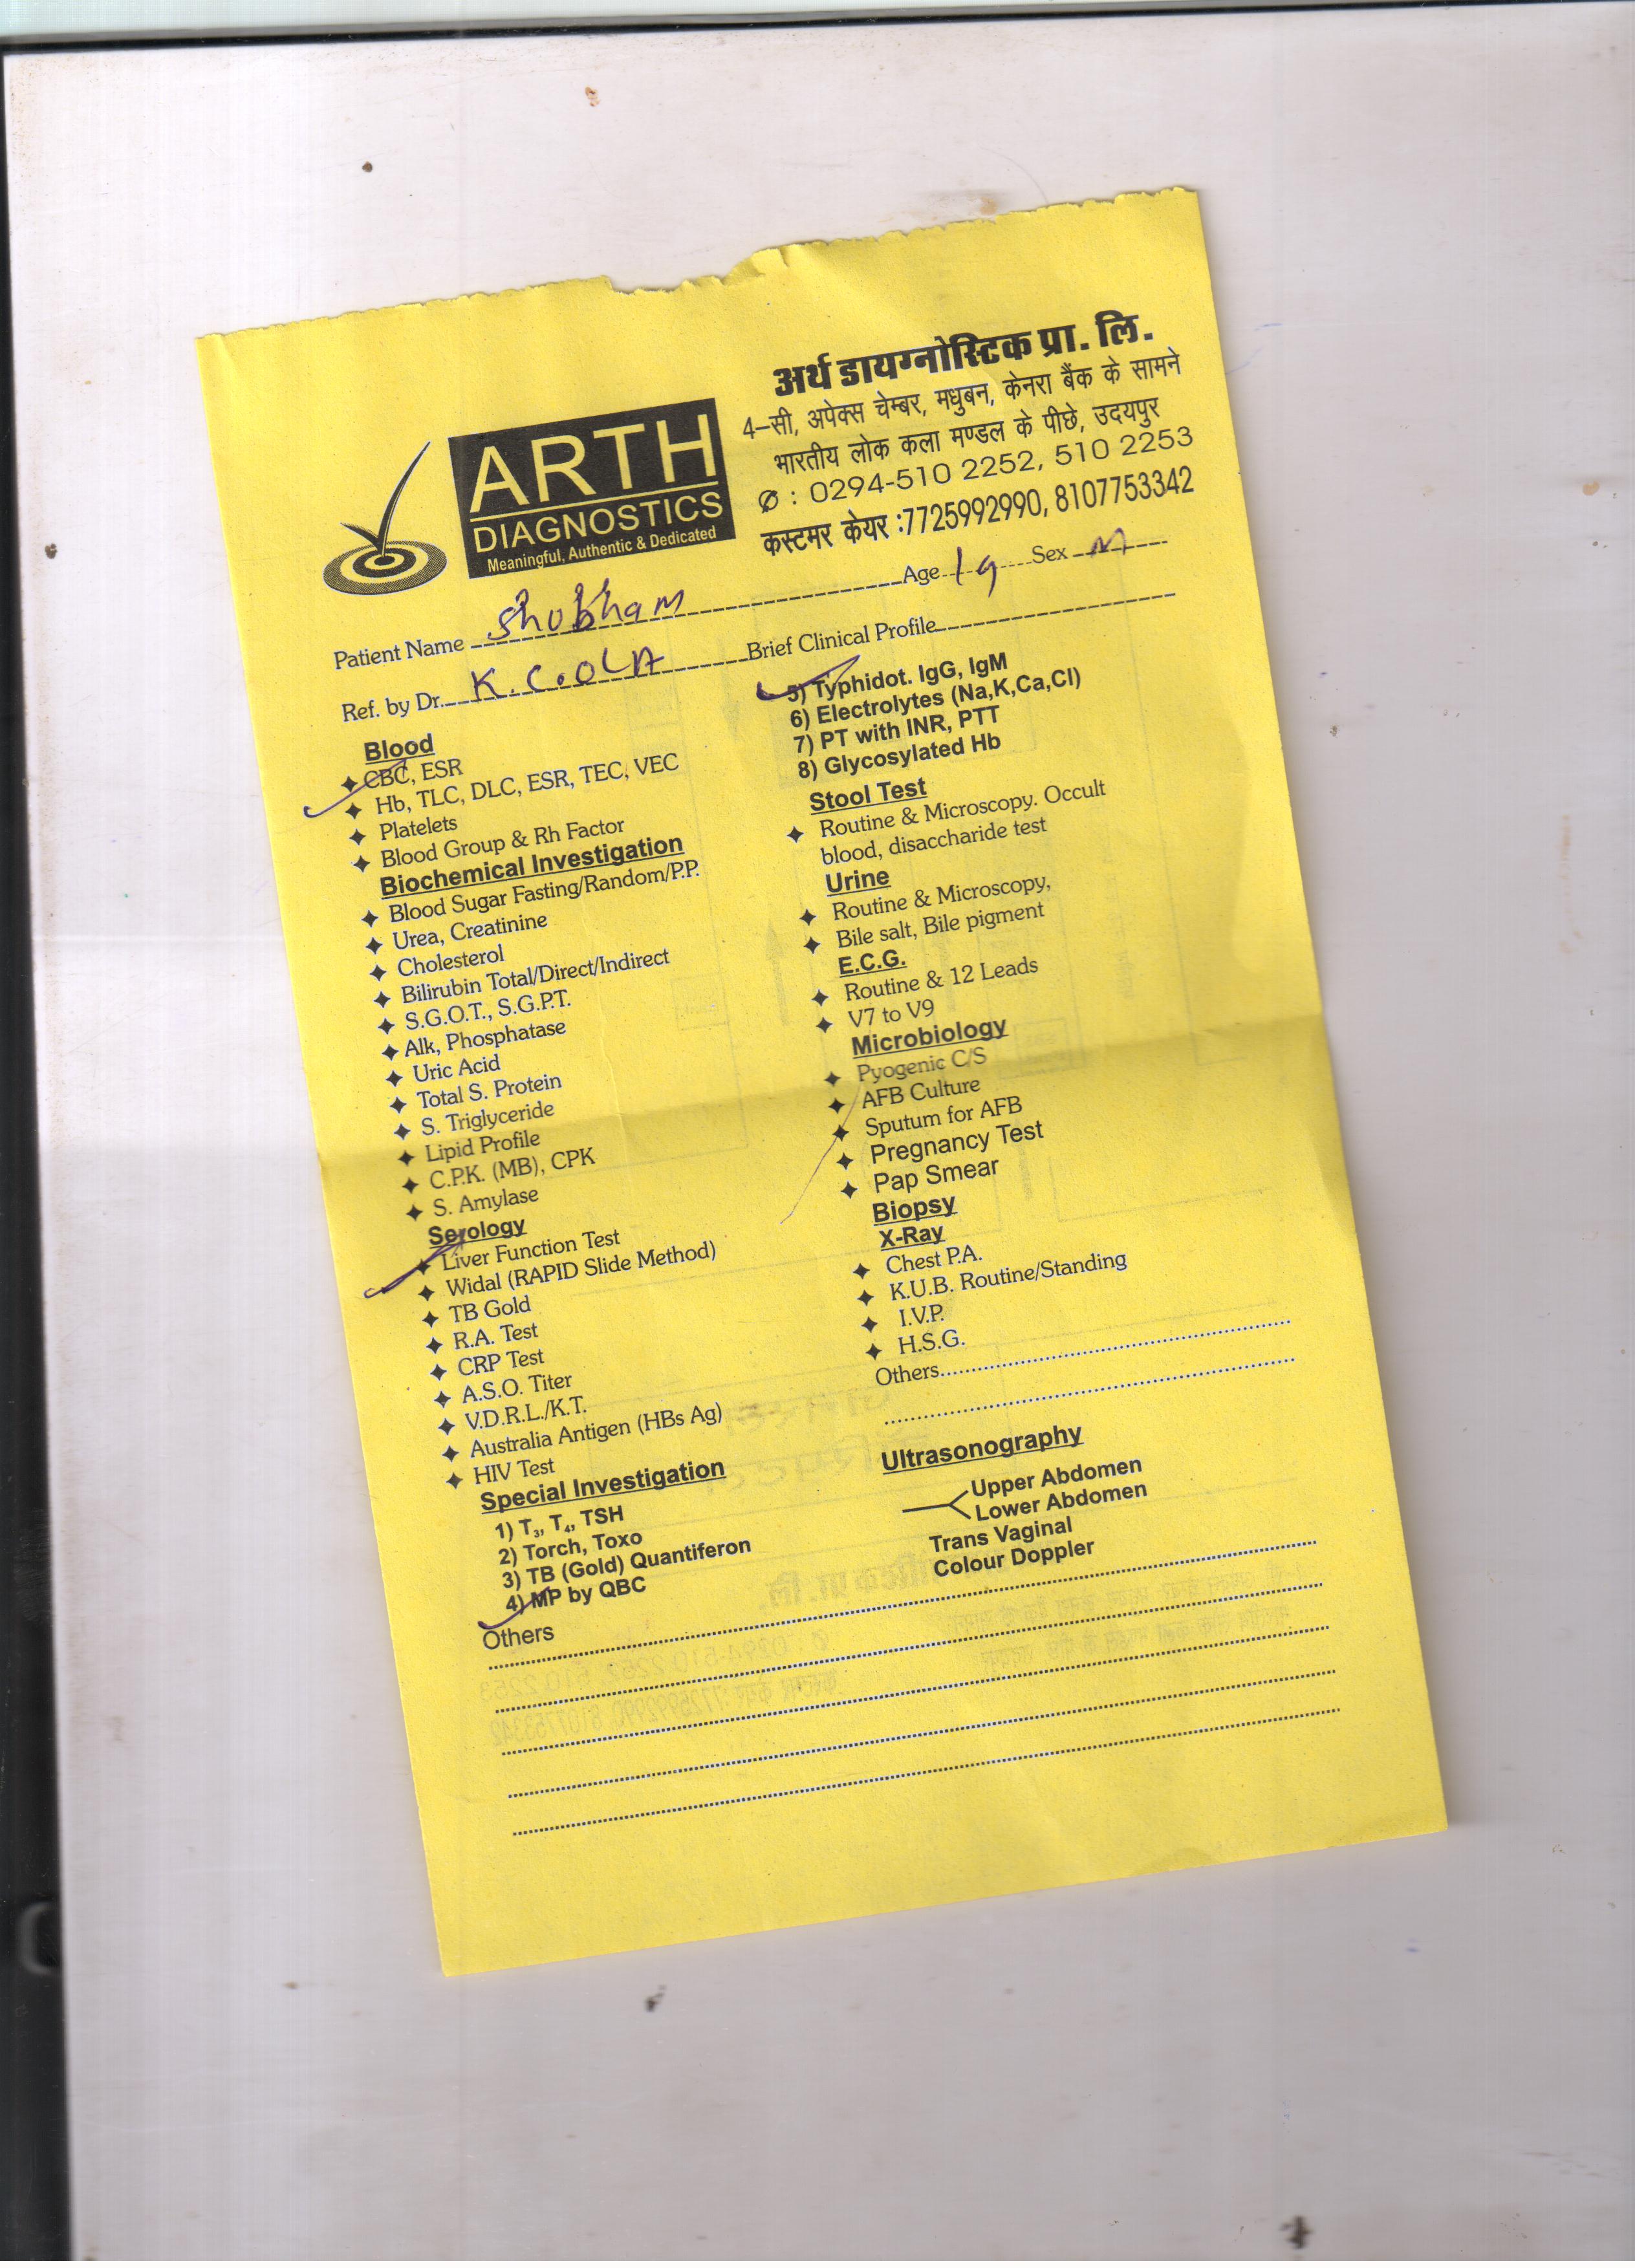 अर्थ डायग्नोस्टिक प्रा. लि.
4-सी, अपेक्स चेम्बर, मधुबन, केनरा बैंक के सामने
भारतीय लोक कला मण्डल के पीछे, उदयपुर
✆ : 0294-510 2252, 510 2253
कस्टमर केयर :7725992990, 8107753342
ARTH
DIAGNOSTICS
Meaningful, Authentic & Dedicated
Patient Name Shubham Age 19 Sex M
Ref. by Dr. K.C.OLA Brief Clinical Profile
Blood
CBC, ESR
Hb, TLC, DLC, ESR, TEC, VEC
Platelets
Blood Group & Rh Factor
Biochemical Investigation
Blood Sugar Fasting/Random/P.P.
Urea, Creatinine
Cholesterol
Bilirubin Total/Direct/Indirect
S.G.O.T., S.G.P.T.
Alk, Phosphatase
Uric Acid
Total S. Protein
S. Triglyceride
Lipid Profile
C.P.K. (MB), CPK
S. Amylase
Serology
Liver Function Test
Widal (RAPID Slide Method)
TB Gold
R.A. Test
CRP Test
A.S.O. Titer
V.D.R.L./K.T.
Australia Antigen (HBs Ag)
HIV Test
Special Investigation
1) T3, T4, TSH
2) Torch, Toxo
3) TB (Gold) Quantiferon
4) MP by QBC
Others
5) Typhidot. IgG, IgM
6) Electrolytes (Na,K,Ca,Cl)
7) PT with INR, PTT
8) Glycosylated Hb
Stool Test
Routine & Microscopy. Occult
blood, disaccharide test
Urine
Routine & Microscopy,
Bile salt, Bile pigment
E.C.G.
Routine & 12 Leads
V7 to V9
Microbiology
Pyogenic C/S
AFB Culture
Sputum for AFB
Pregnancy Test
Pap Smear
Biopsy
X-Ray
Chest P.A.
K.U.B. Routine/Standing
I.V.P.
H.S.G.
Others
Ultrasonography
Upper Abdomen
Lower Abdomen
Trans Vaginal
Colour Doppler